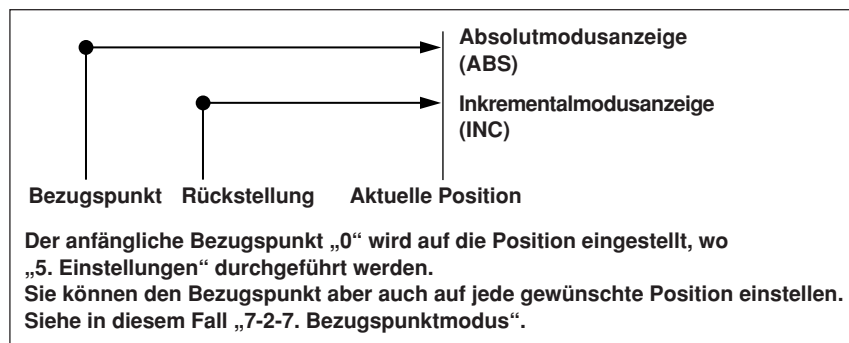 Absolutmodusanzeige
(ABS)
Inkrementalmodusanzeige
(INC)
Bezugspunkt Rückstellung Aktuelle Position
Der anfängliche Bezugspunkt „0“ wird auf die Position eingestellt, wo
„5. Einstellungen“ durchgeführt werden.
Sie können den Bezugspunkt aber auch auf jede gewünschte Position einstellen.
Siehe in diesem Fall „7-2-7. Bezugspunktmodus“.